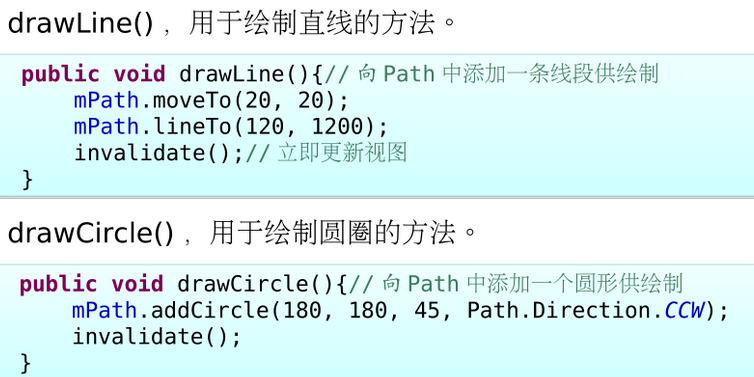 drawLine() ，用于绘制直线的方法。
public void drawLine(){// 向 Path 中添加一条线段供绘制
mPath.moveTo(20, 20);
mPath.lineTo(120, 1200);
invalidate();// 立即更新视图
}
drawCircle() ，用于绘制圆圈的方法。
public void drawCircle(){// 向 Path 中添加一个圆形供绘制
mPath.addCircle(180, 180, 45, Path.Direction.CCW);
invalidate();
}